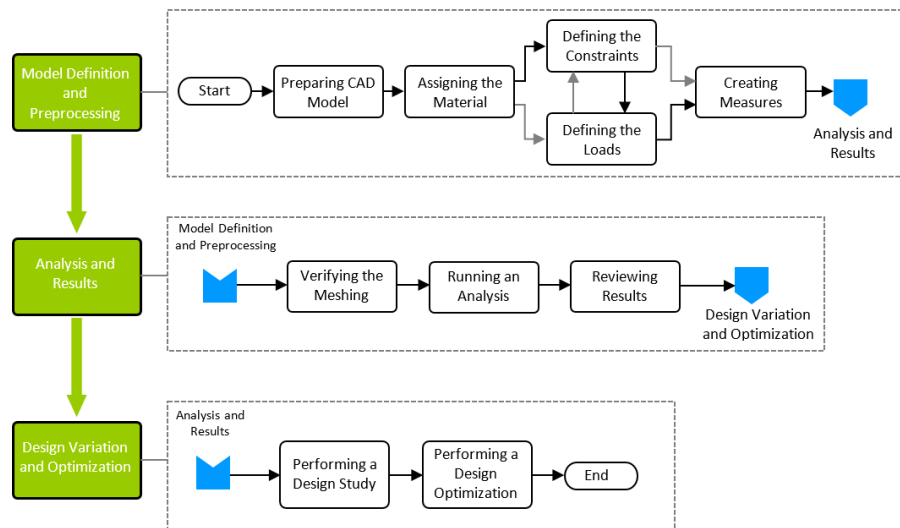 Model Definition
and
Preprocessing
Start
Preparing CAD
Model
Assigning the
Material
Defining the
Constraints
Defining the
Loads
Creating
Measures
Analysis and
Results
Analysis and
Results
Model Definition
and Preprocessing
Verifying the
Meshing
Running an
Analysis
Reviewing
Results
Design Variation
and Optimization
Design Variation
and Optimization
Analysis and
Results
Performing a
Design Study
Performing a
Design
Optimization
End